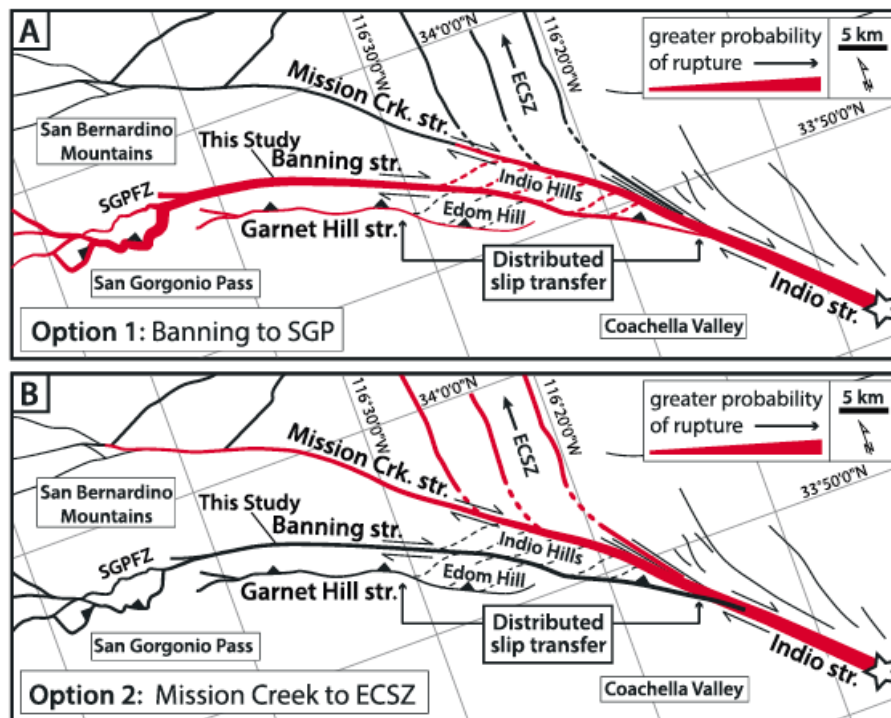 A
116°30'0"W
34°0'0"N
116°20'0"W
ECSZ
greater probability
of rupture
5 km
N
33°50'0"N
Mission Crk. str.
San Bernardino
Mountains
This Study
Banning str.
SGPFZ
Indio Hills
Edom Hill
Garnet Hill str.
San Gorgonio Pass
Distributed
slip transfer
Indio str.
Coachella Valley
Option 1: Banning to SGP
B
116°30'0"W
34°0'0"N
116°20'0"W
ECSZ
greater probability
of rupture
5 km
N
33°50'0"N
Mission Crk. str.
San Bernardino
Mountains
This Study
Banning str.
SGPFZ
Indio Hills
Edom Hill
Garnet Hill str.
San Gorgonio Pass
Distributed
slip transfer
Indio str.
Coachella Valley
Option 2: Mission Creek to ECSZ